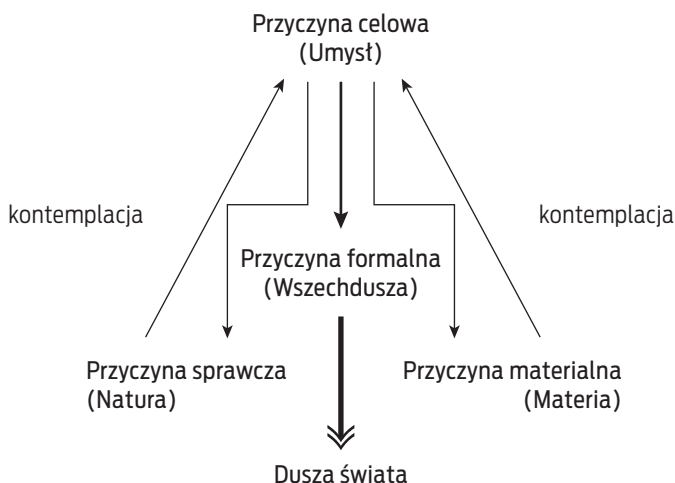 Przyczyna celowa
(Umysł)
kontemplacja
kontemplacja
Przyczyna formalna
(Wszechdusza)
Przyczyna sprawcza
(Natura)
Przyczyna materialna
(Materia)
Dusza świata